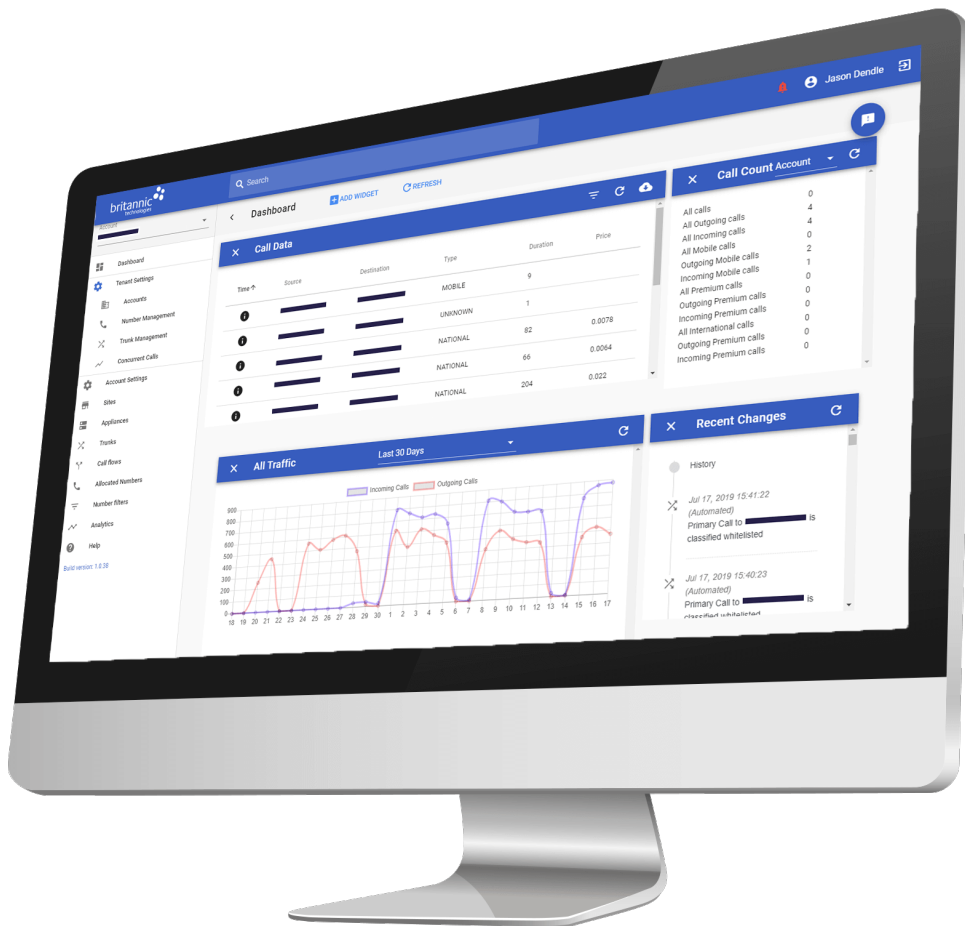 Jason Dendle
Search
britannic
technologies
Account
Dashboard
ADD WIDGET
REFRESH
Dashboard
Tenant Settings
Accounts
Number Management
Trunk Management
Concurrent Calls
Account Settings
Sites
Appliances
Trunks
Call flows
Allocated Numbers
Number filters
Analytics
Help
Build version: 1.0.38
Call Data
Time Source Destination Type Duration Price
MOBILE 9
UNKNOWN 1
NATIONAL 82 0.0078
NATIONAL 66 0.0064
NATIONAL 204 0.022
Call Count Account
All calls 0
All Outgoing calls 4
All Incoming calls 4
All Mobile calls 0
Outgoing Mobile calls 2
Incoming Mobile calls 1
All Premium calls 0
Outgoing Premium calls 0
Incoming Premium calls 0
All International calls 0
Outgoing Premium calls 0
Incoming Premium calls 0
All Traffic Last 30 Days
Incoming Calls Outgoing Calls
900
800
700
600
500
400
300
200
100
0
18 19 20 21 22 23 24 25 26 27 28 29 30 1 2 3 4 5 6 7 8 9 10 11 12 13 14 15 16 17
Recent Changes
History
Jul 17, 2019 15:41:22
(Automated)
Primary Call to is
classified whitelisted
Jul 17, 2019 15:40:23
(Automated)
Primary Call to is
classified whitelisted